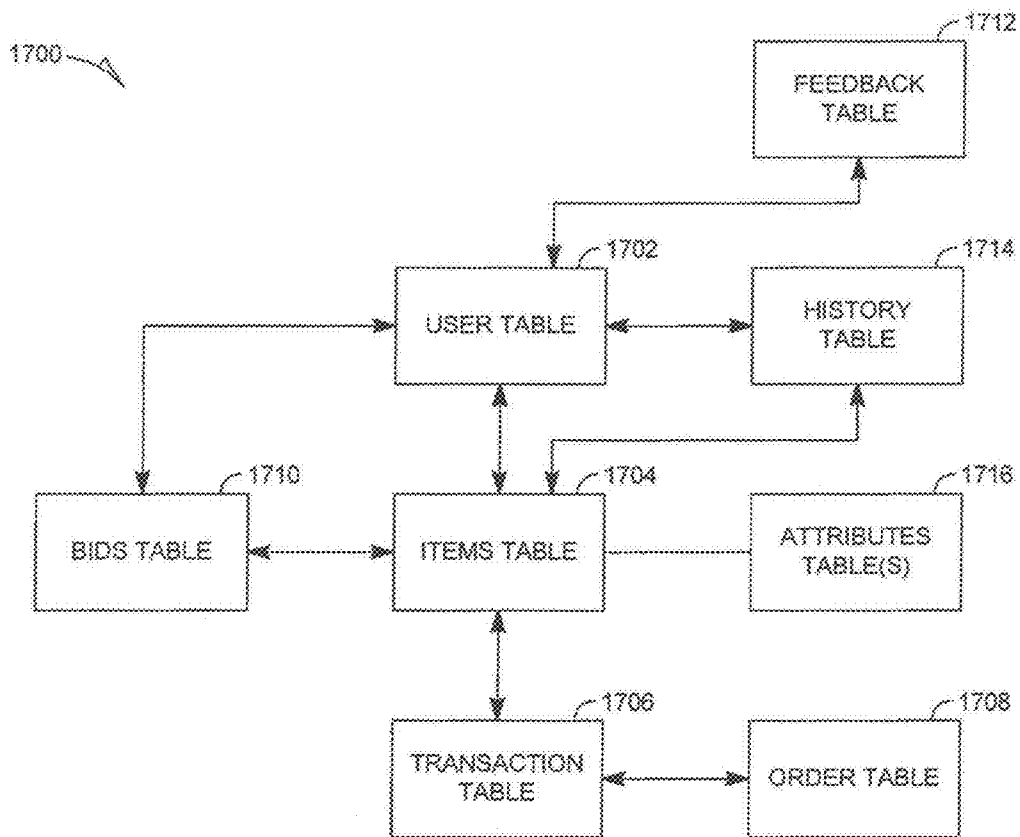 1700
1712
FEEDBACK
TABLE
1702
USER TABLE
1714
HISTORY
TABLE
1710
BIDS TABLE
1704
ITEMS TABLE
1716
ATTRIBUTES
TABLE(S)
1706
TRANSACTION
TABLE
1708
ORDER TABLE